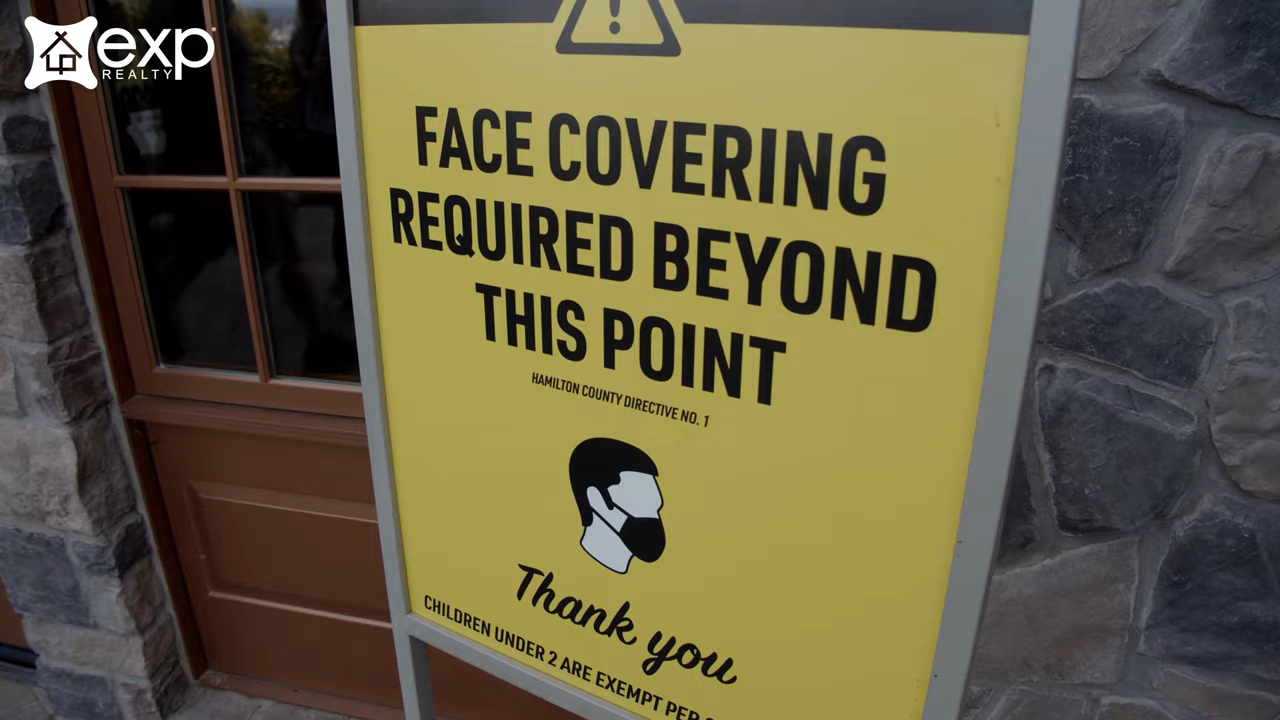 exp
REALTY
FACE COVERING
REQUIRED BEYOND
THIS POINT
HAMILTON COUNTY DIRECTIVE NO. 1
Thank you
CHILDREN UNDER 2 ARE EXEMPT PER